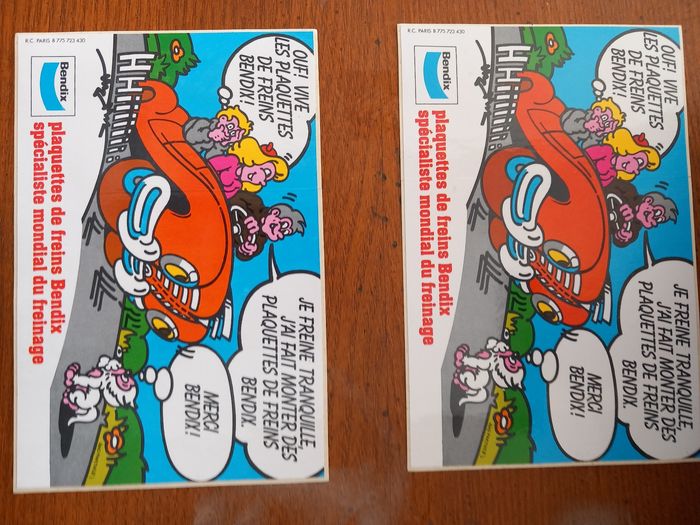 R.C. PARIS B 775 723 430
Bendix
OUF! VIVE
LES PLAQUETTES
DE FREINS
BENDIX!
JE FREINE TRANQUILLE,
J'AI FAIT MONTER DES
PLAQUETTES DE FREINS
BENDIX.
MERCI
BENDIX!
HIHIIIIIII
plaquettes de freins Bendix
spécialiste mondial du freinage
R.C. PARIS B 775 723 430
Bendix
OUF! VIVE
LES PLAQUETTES
DE FREINS
BENDIX!
JE FREINE TRANQUILLE,
J'AI FAIT MONTER DES
PLAQUETTES DE FREINS
BENDIX.
MERCI
BENDIX!
plaquettes de freins Bendix
spécialiste mondial du freinage